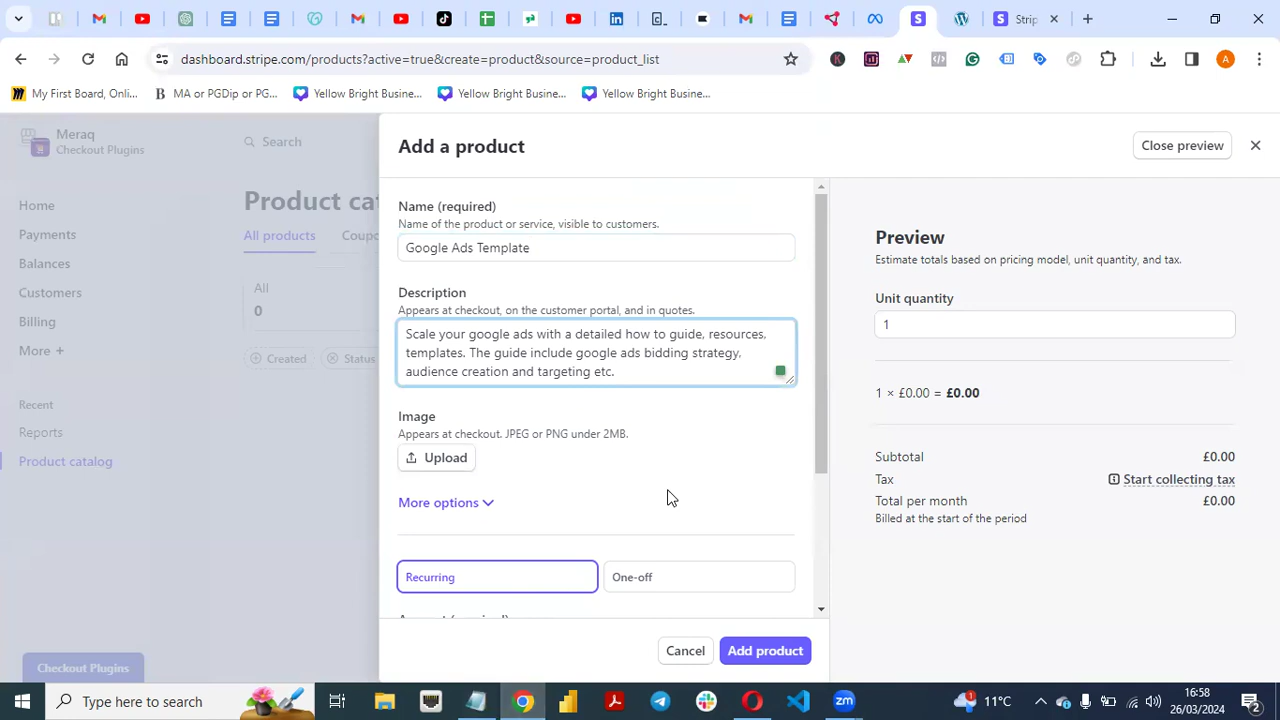 Strip
dashboard.stripe.com/products?active=true&create=product&source=product_list
My First Board, Onli...
MA or PGDip or PG...
Yellow Bright Busine...
Yellow Bright Busine...
Yellow Bright Busine...
Meraq
Checkout Plugins
Home
Payments
Balances
Customers
Billing
More +
Recent
Reports
Product catalog
Checkout Plugins
Search
Product cat
All products
Coupo
All
0
Created
Status
Add a product
Close preview
Name (required)
Name of the product or service, visible to customers.
Google Ads Template
Description
Appears at checkout, on the customer portal, and in quotes.
Scale your google ads with a detailed how to guide, resources,
templates. The guide include google ads bidding strategy,
audience creation and targeting etc.
Image
Appears at checkout. JPEG or PNG under 2MB.
Upload
More options
Recurring
One-off
Amount (required)
Cancel
Add product
Preview
Estimate totals based on pricing model, unit quantity, and tax.
Unit quantity
1
1 × £0.00 = £0.00
Subtotal
£0.00
Tax
Start collecting tax
Total per month
£0.00
Billed at the start of the period
Type here to search
11°C
16:58
26/03/2024